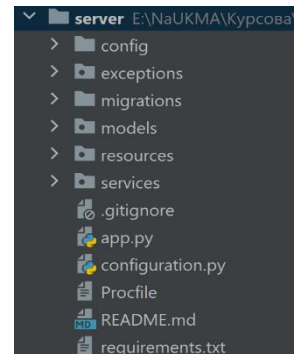 server E:\NaUKMA\Курсова\
config
exceptions
migrations
models
resources
services
.gitignore
app.py
configuration.py
Procfile
MD README.md
requirements.txt